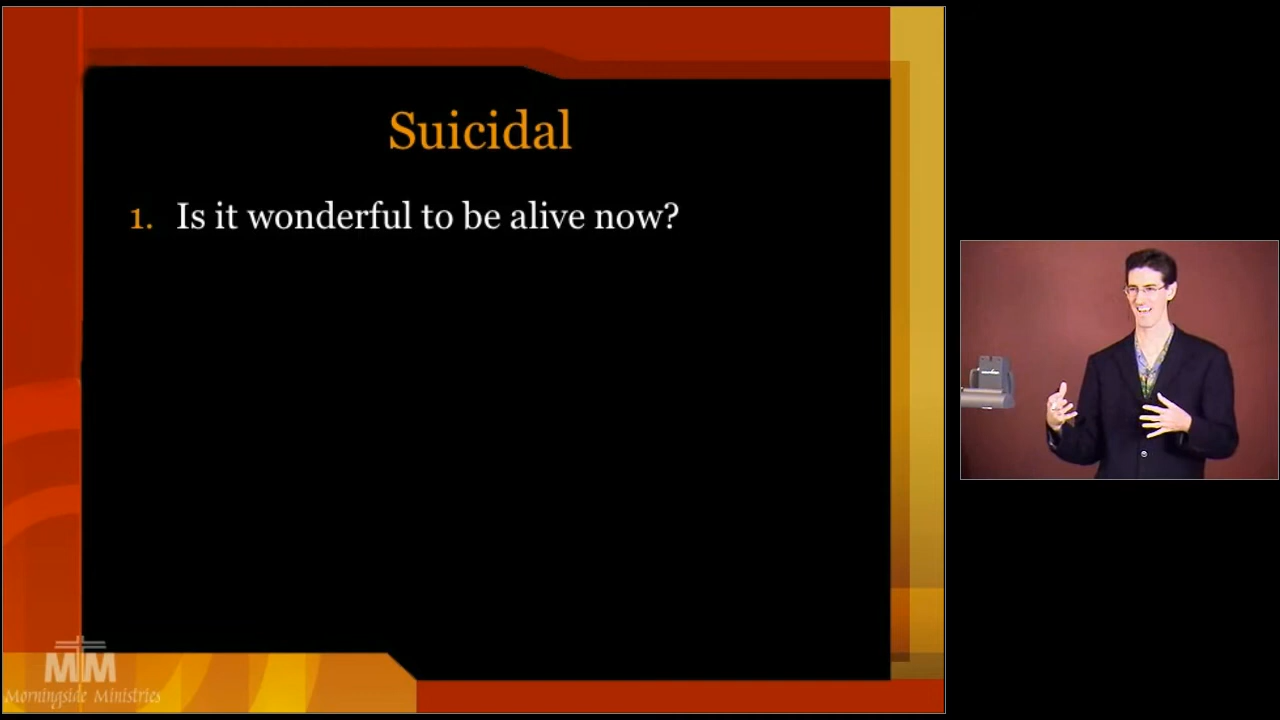 Suicidal
1. Is it wonderful to be alive now?
MM
Morningside Ministries